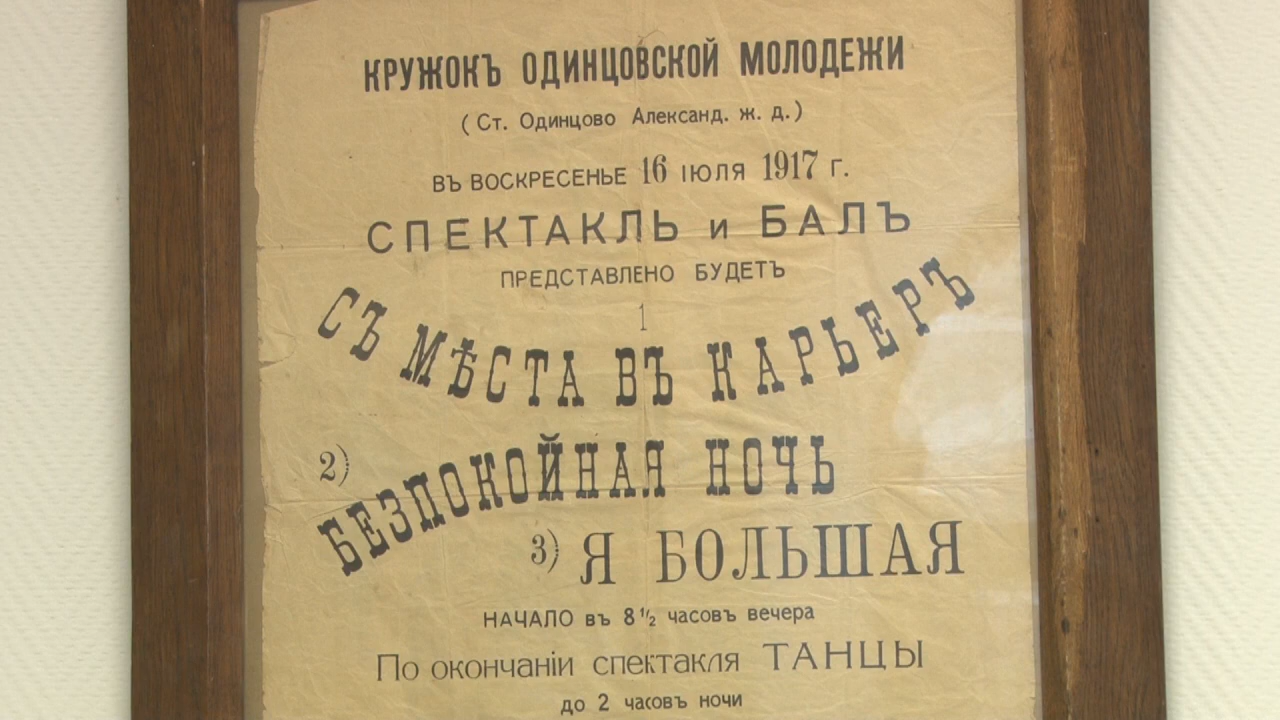 КРУЖОКЪ ОДИНЦОВСКОЙ МОЛОДЕЖИ
(Ст. Одинцово Александ. ж. д.)
ВЪ ВОСКРЕСЕНЬЕ 16 ІЮЛЯ 1917 г.
СПЕКТАКЛЬ и БАЛЪ
ПРЕДСТАВЛЕНО БУДЕТЪ
1
СЪ МѢСТА ВЪ КАРЬЕРЪ
2) БЕЗПОКОЙНАЯ НОЧЬ
3) Я БОЛЬШАЯ
НАЧАЛО въ 8 1/2 часовъ вечера
По окончаніи спектакля ТАНЦЫ
до 2 часовъ ночи